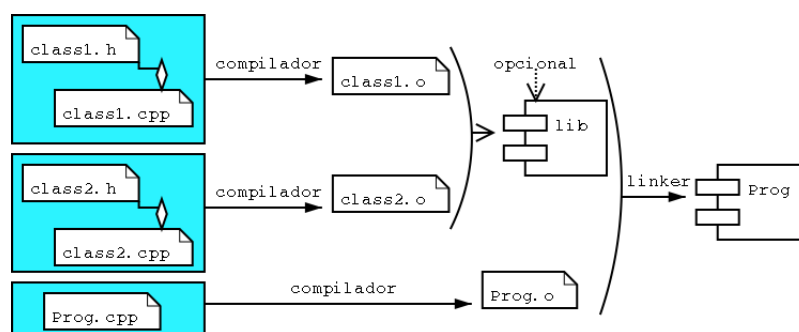 class1.h
compilador
class1.o
class1.cpp
opcional
lib
class2.h
compilador
class2.o
class2.cpp
linker
Prog
Prog.cpp
compilador
Prog.o